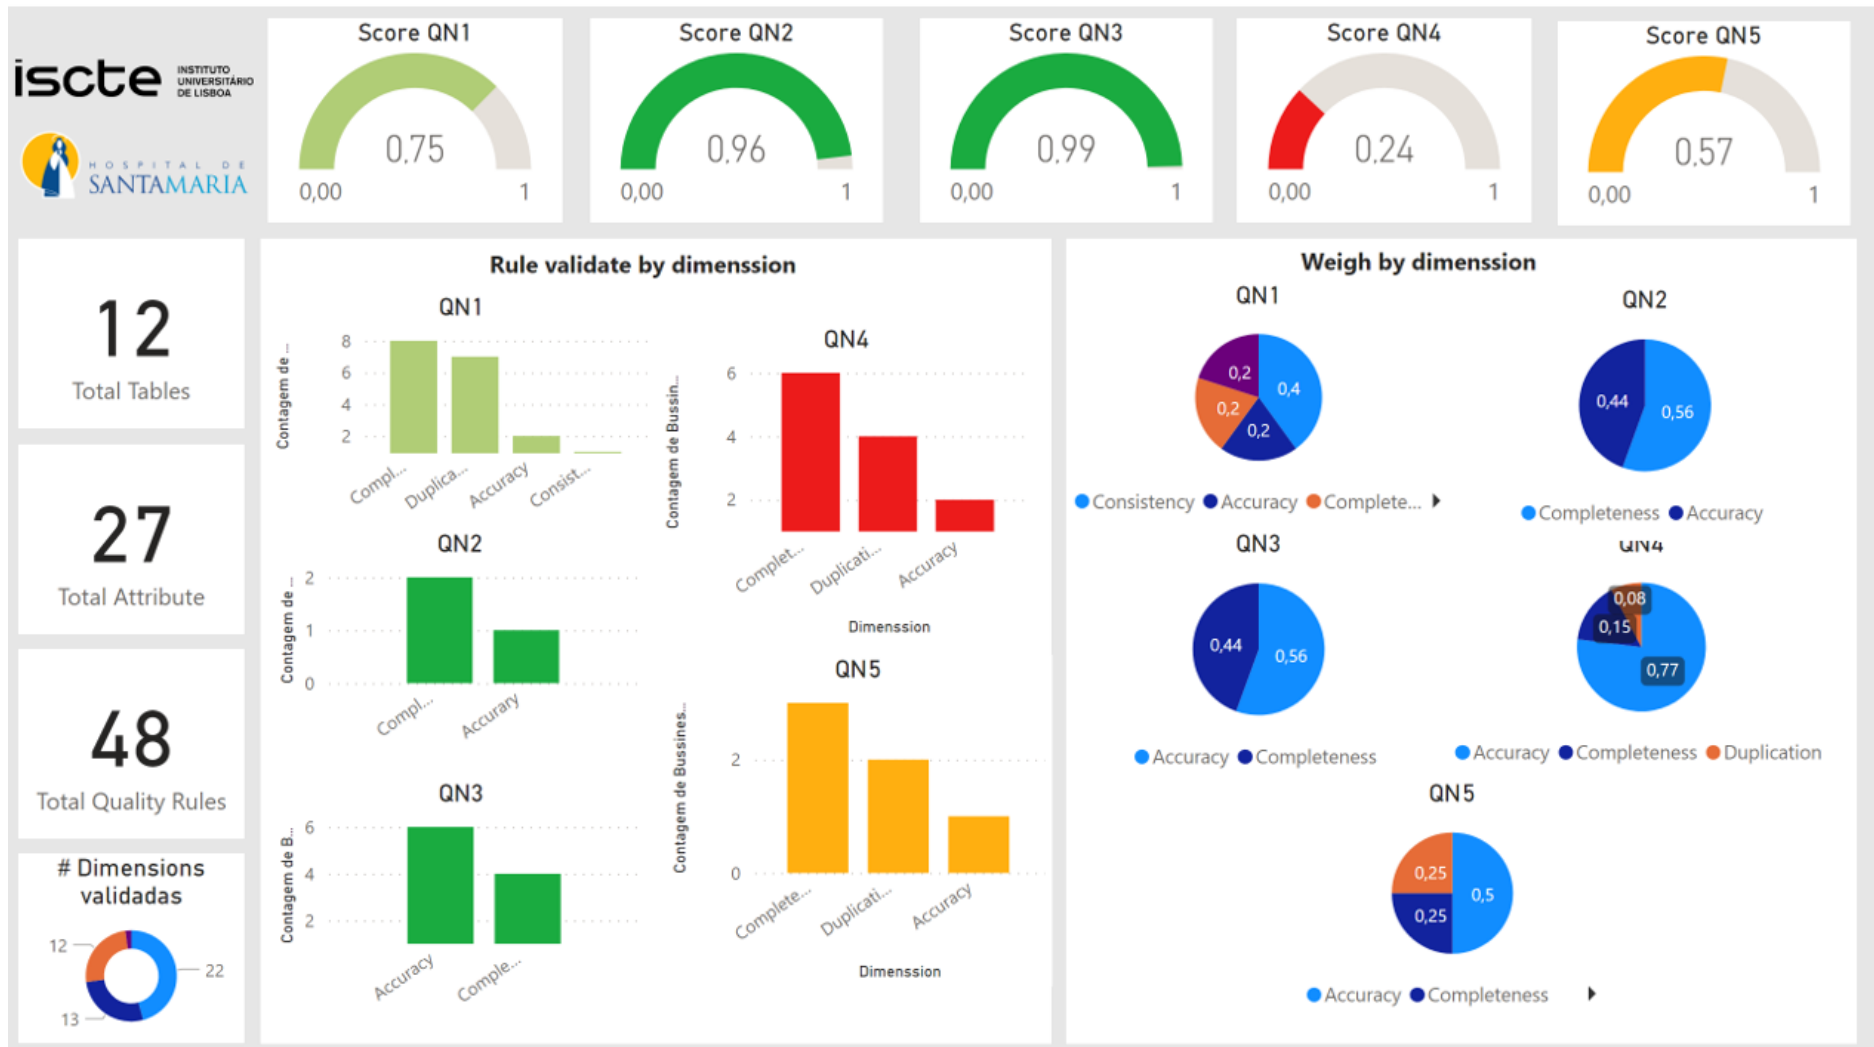 iscte
INSTITUTO
UNIVERSITÁRIO
DE LISBOA
HOSPITAL DE
SANTAMARIA
Score QN1
0,75
0,00
1
Score QN2
0,96
0,00
1
Score QN3
0,99
0,00
1
Score QN4
0,24
0,00
1
Score QN5
0,57
0,00
1
12
Total Tables
27
Total Attribute
48
Total Quality Rules
# Dimensions
validadas
12
22
13
Rule validate by dimenssion
QN1
Contagem de ...
8
6
4
2
Compl...
Duplica...
Accuracy
Consist...
QN2
Contagem de ...
2
1
0
Compl...
Accurary
QN3
Contagem de B...
6
4
2
Accuracy
Comple...
QN4
Contagem de Bussin...
6
4
2
Complet...
Duplicati...
Accuracy
Dimenssion
QN5
Contagem de Bussines...
2
0
Complete...
Duplicati...
Accuracy
Dimenssion
Weigh by dimenssion
QN1
0,2
0,4
0,2
0,2
Consistency Accuracy Complete...
QN2
0,44
0,56
Completeness Accuracy
QN3
0,44
0,56
Accuracy Completeness
QN4
0,08
0,15
0,77
Accuracy Completeness Duplication
QN5
0,25
0,5
0,25
Accuracy Completeness